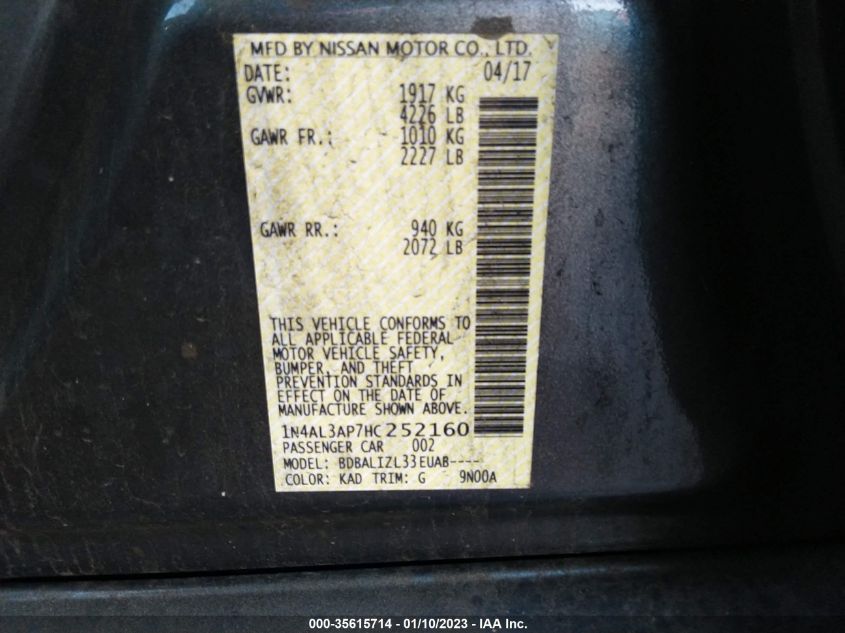 MFD BY NISSAN MOTOR CO., LTD.
DATE: 04/17
GVWR: 1917 KG
4226 LB
GAWR FR.: 1010 KG
2227 LB
GAWR RR.: 940 KG
2072 LB
THIS VEHICLE CONFORMS TO
ALL APPLICABLE FEDERAL
MOTOR VEHICLE SAFETY,
BUMPER, AND THEFT
PREVENTION STANDARDS IN
EFFECT ON THE DATE OF
MANUFACTURE SHOWN ABOVE.
1N4AL3AP7HC252160
PASSENGER CAR 002
MODEL: BDBALIZL33EUAB----
COLOR: KAD TRIM: G 9N00A
000-35615714 - 01/10/2023 - IAA Inc.